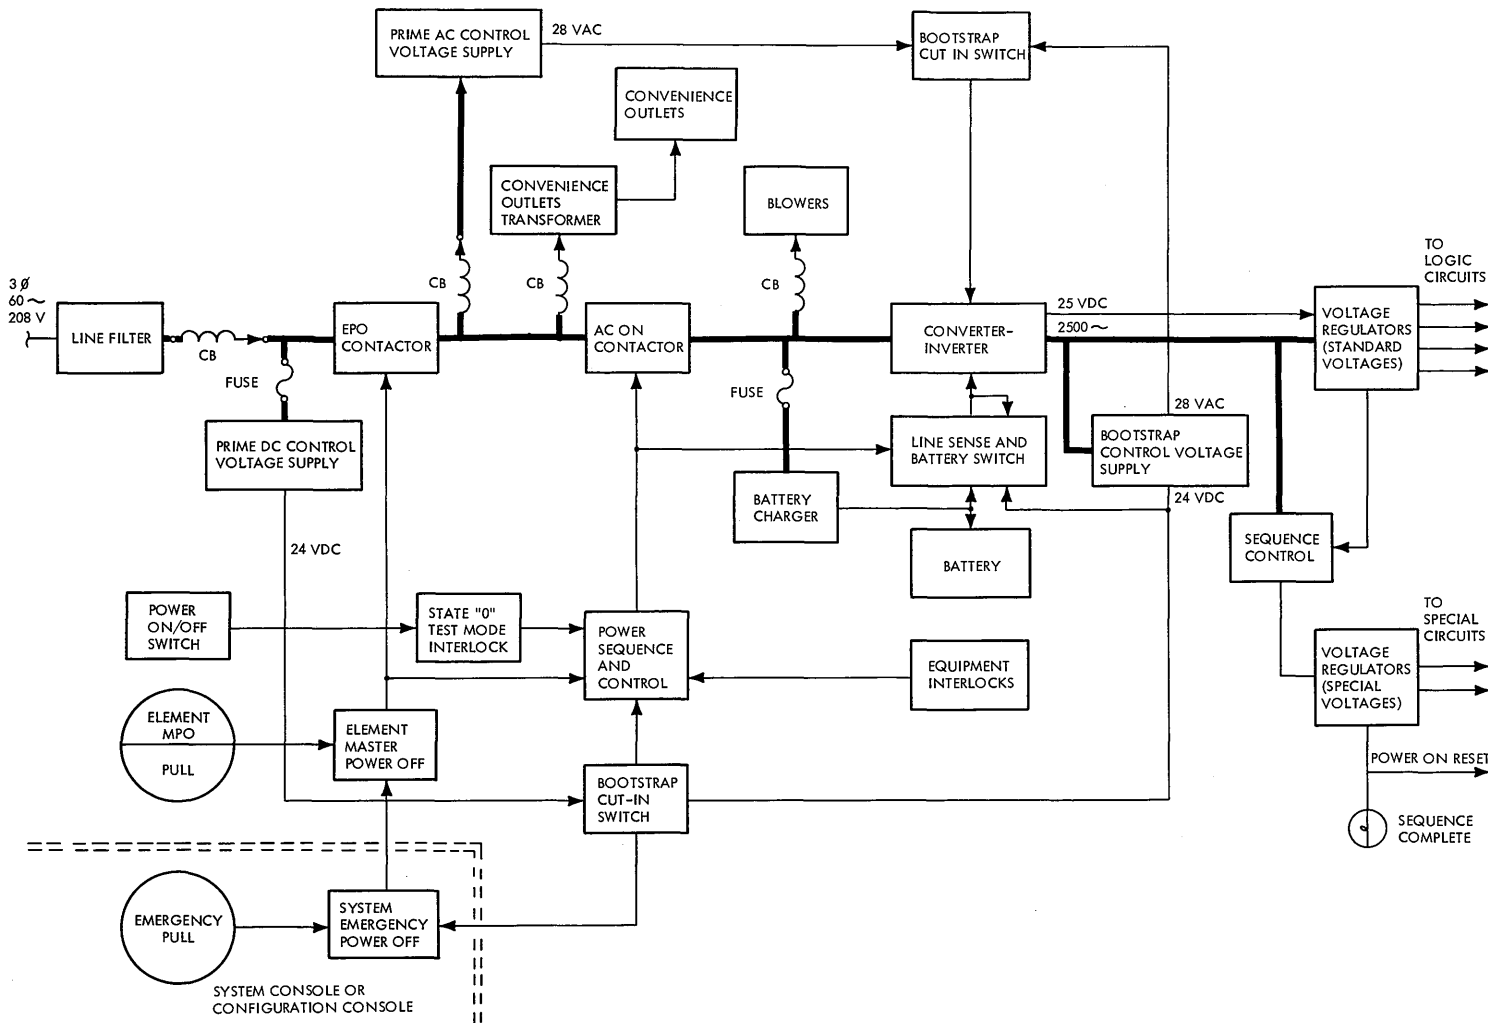 PRIME AC CONTROL
VOLTAGE SUPPLY
28 VAC
BOOTSTRAP
CUT IN SWITCH
CONVENIENCE
OUTLETS
CONVENIENCE
OUTLETS
TRANSFORMER
BLOWERS
TO
LOGIC
CIRCUITS
3 ø
60 ~
208 V
LINE FILTER
CB
EPO
CONTACTOR
CB
CB
AC ON
CONTACTOR
CB
CONVERTER-
INVERTER
25 VDC
2500 ~
VOLTAGE
REGULATORS
(STANDARD
VOLTAGES)
FUSE
FUSE
PRIME DC CONTROL
VOLTAGE SUPPLY
LINE SENSE AND
BATTERY SWITCH
28 VAC
BOOTSTRAP
CONTROL VOLTAGE
SUPPLY
24 VDC
BATTERY
CHARGER
BATTERY
SEQUENCE
CONTROL
24 VDC
POWER
ON/OFF
SWITCH
STATE "0"
TEST MODE
INTERLOCK
POWER
SEQUENCE
AND
CONTROL
EQUIPMENT
INTERLOCKS
TO
SPECIAL
CIRCUITS
VOLTAGE
REGULATORS
(SPECIAL
VOLTAGES)
ELEMENT
MPO
PULL
ELEMENT
MASTER
POWER OFF
BOOTSTRAP
CUT-IN
SWITCH
POWER ON RESET
SEQUENCE
COMPLETE
EMERGENCY
PULL
SYSTEM
EMERGENCY
POWER OFF
SYSTEM CONSOLE OR
CONFIGURATION CONSOLE